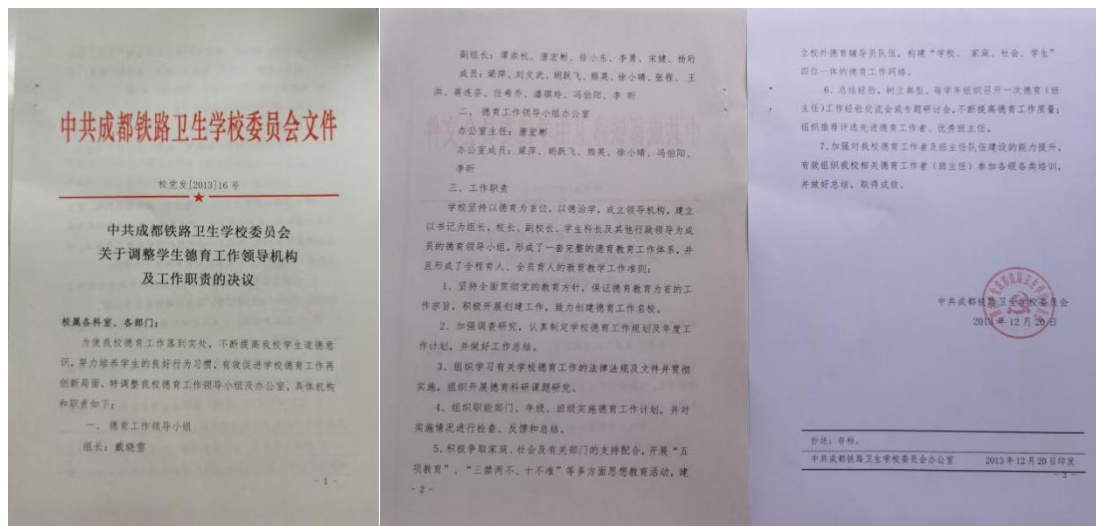 中共成都铁路卫生学校委员会文件
校党发[2013]16号
中共成都铁路卫生学校委员会
关于调整学生德育工作领导机构
及工作职责的决议
校属各科室、各部门：
为使我校德育工作落到实处，不断提高我校学生道德意
识，努力培养学生的良好行为习惯，有效促进学校德育工作再
创新局面，特调整我校德育工作领导小组及办公室，具体机构
和职责如下：
一、德育工作领导小组
组长：戴晓雷
- 1 -
副组长：谭崇杭、唐宏彬、徐小东、李勇、宋健、杨珩
成员：梁萍、刘文武、胡跃飞、熊英、徐小晴、张程、王
洪、蒋莲芬、任希乔、潘琪玲、冯怡阳、李昕
二、德育工作领导小组办公室
办公室主任：唐宏彬
办公室成员：梁萍、胡跃飞、熊英、徐小晴、冯怡阳、
李昕
三、工作职责
学校坚持以德育为首位，以德治学，成立领导机构，建立
以书记为组长，校长、副校长、学生科长及其他行政领导为成
员的德育领导小组，形成了一套完整的德育教育工作体系，并
且形成了全程育人、全员育人的教育教学工作准则：
1、坚持全面贯彻党的教育方针，保证德育教育为首的工
作宗旨，积极开展创建工作，致力创建德育工作名校。
2、加强调查研究，认真制定学校德育工作规划及年度工
作计划，并做好工作总结。
3、组织学习有关学校德育工作的法律法规及文件并贯彻
实施，组织开展德育科研课题研究。
4、组织职能部门、年级、班级实施德育工作计划，并对
实施情况进行检查、反馈和总结。
5、积极争取家庭、社会及有关部门的支持配合，开展“五
项教育”、“三禁两不、十不准”等多方面思想教育活动，建
- 2 -
立校外德育辅导员队伍，构建“学校、家庭、社会、学生”
四位一体的德育工作网络。
6、总结经验，树立典型，每学年组织召开一次德育（班
主任）工作经验交流会或专题研讨会，不断提高德育工作质量；
组织推荐评选先进德育工作者、优秀班主任。
7、加强对我校德育工作者及班主任队伍建设的能力提升，
有效组织我校相关德育工作者（班主任）参加各级各类培训，
并做好总结，取得成效。
中共成都铁路卫生学校委员会
2013年12月20日
抄送：存档。
中共成都铁路卫生学校委员会办公室 2013年12月20日印发
- 3 -